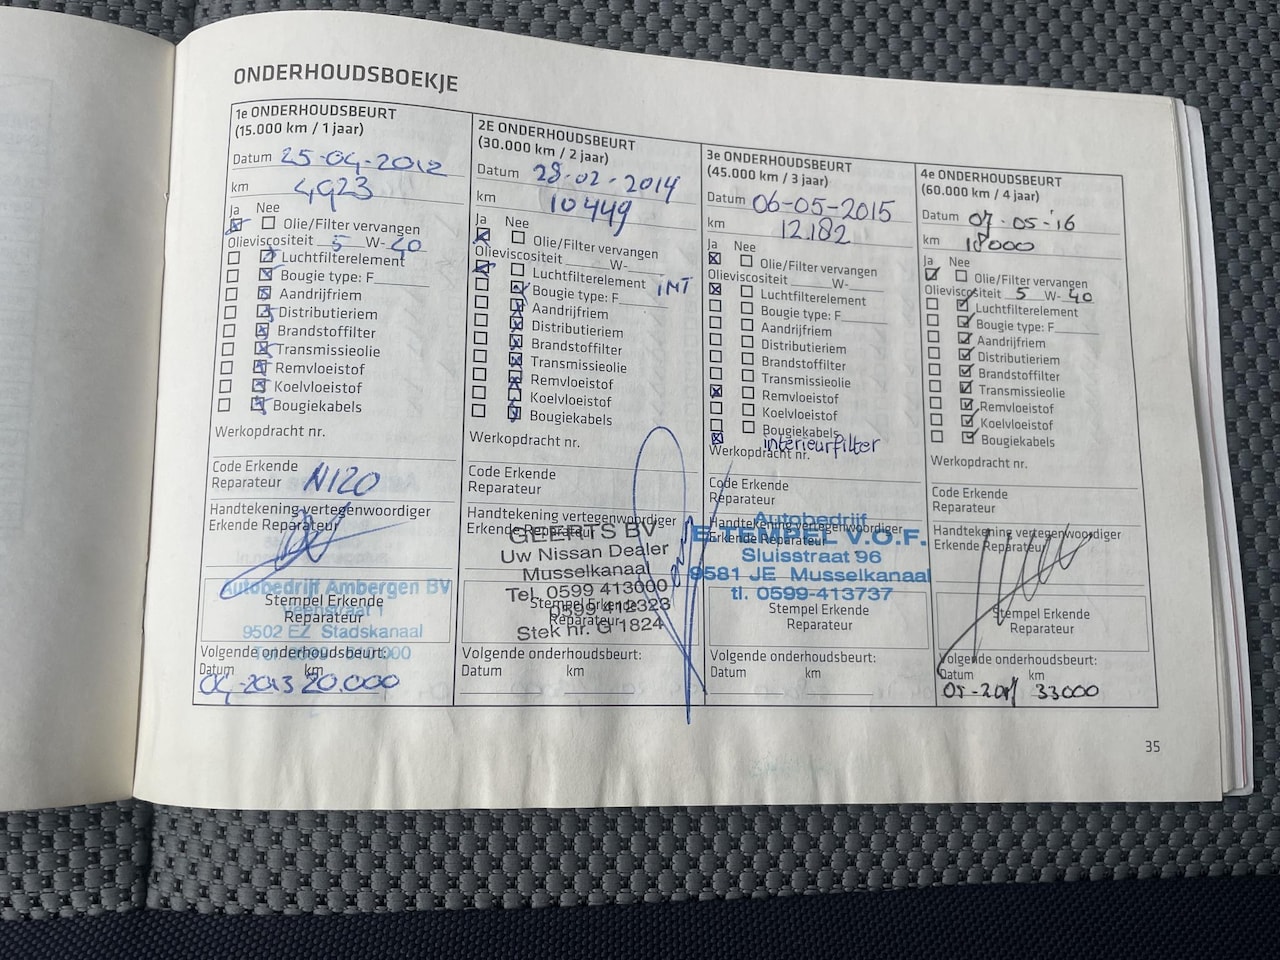 ONDERHOUDSBOEKJE
1e ONDERHOUDSBEURT
(15.000 km / 1 jaar)
Datum 25-04-2012
km 4923
Ja Nee
Olie/Filter vervangen
Olieviscositeit 5 W-40
Luchtfilterelement
Bougie type: F
Aandrijfriem
Distributieriem
Brandstoffilter
Transmissieolie
Remvloeistof
Koelvloeistof
Bougiekabels
Werkopdracht nr.
Code Erkende
Reparateur N120
Handtekening vertegenwoordiger
Erkende Reparateur
Autobedrijf Ambergen BV
Stempel Erkende
Reparateur
9502 EZ Stadskanaal
Volgende onderhoudsbeurt:
Datum km
04-2013 20.000
2E ONDERHOUDSBEURT
(30.000 km / 2 jaar)
Datum 28-02-2014
km 10449
Ja Nee
Olie/Filter vervangen
Olieviscositeit W-
Luchtfilterelement INT
Bougie type: F
Aandrijfriem
Distributieriem
Brandstoffilter
Transmissieolie
Remvloeistof
Koelvloeistof
Bougiekabels
Werkopdracht nr.
Code Erkende
Reparateur
Handtekening vertegenwoordiger
Erkende Reparateur
GEERTS BV
Uw Nissan Dealer
Musselkanaal
Tel. 0599 413000
0599 412323
Stempel Erkende
Reparateur
Stek nr. G 1824
Volgende onderhoudsbeurt:
Datum km
3e ONDERHOUDSBEURT
(45.000 km / 3 jaar)
Datum 06-05-2015
km 12.182
Ja Nee
Olie/Filter vervangen
Olieviscositeit W-
Luchtfilterelement
Bougie type: F
Aandrijfriem
Distributieriem
Brandstoffilter
Transmissieolie
Remvloeistof
Koelvloeistof
Bougiekabels
interieurfilter
Werkopdracht nr.
Code Erkende
Reparateur
Handtekening vertegenwoordiger
Erkende Reparateur
Autobedrijf
E TEMPEL V.O.F.
Sluisstraat 96
9581 JE Musselkanaal
tl. 0599-413737
Stempel Erkende
Reparateur
Volgende onderhoudsbeurt:
Datum km
4e ONDERHOUDSBEURT
(60.000 km / 4 jaar)
Datum 07-05-'16
km 18000
Ja Nee
Olie/Filter vervangen
Olieviscositeit 5 W-40
Luchtfilterelement
Bougie type: F
Aandrijfriem
Distributieriem
Brandstoffilter
Transmissieolie
Remvloeistof
Koelvloeistof
Bougiekabels
Werkopdracht nr.
Code Erkende
Reparateur
Handtekening vertegenwoordiger
Erkende Reparateur
Stempel Erkende
Reparateur
Volgende onderhoudsbeurt:
Datum km
33000
35